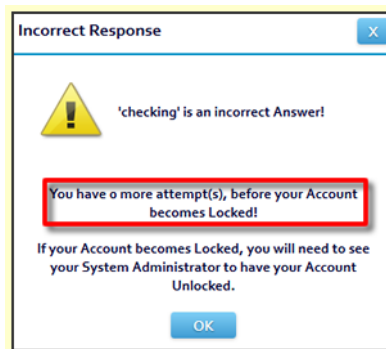 Incorrect Response
X
'checking' is an incorrect Answer!
You have 0 more attempt(s), before your Account
becomes Locked!
If your Account becomes Locked, you will need to see
your System Administrator to have your Account
Unlocked.
OK